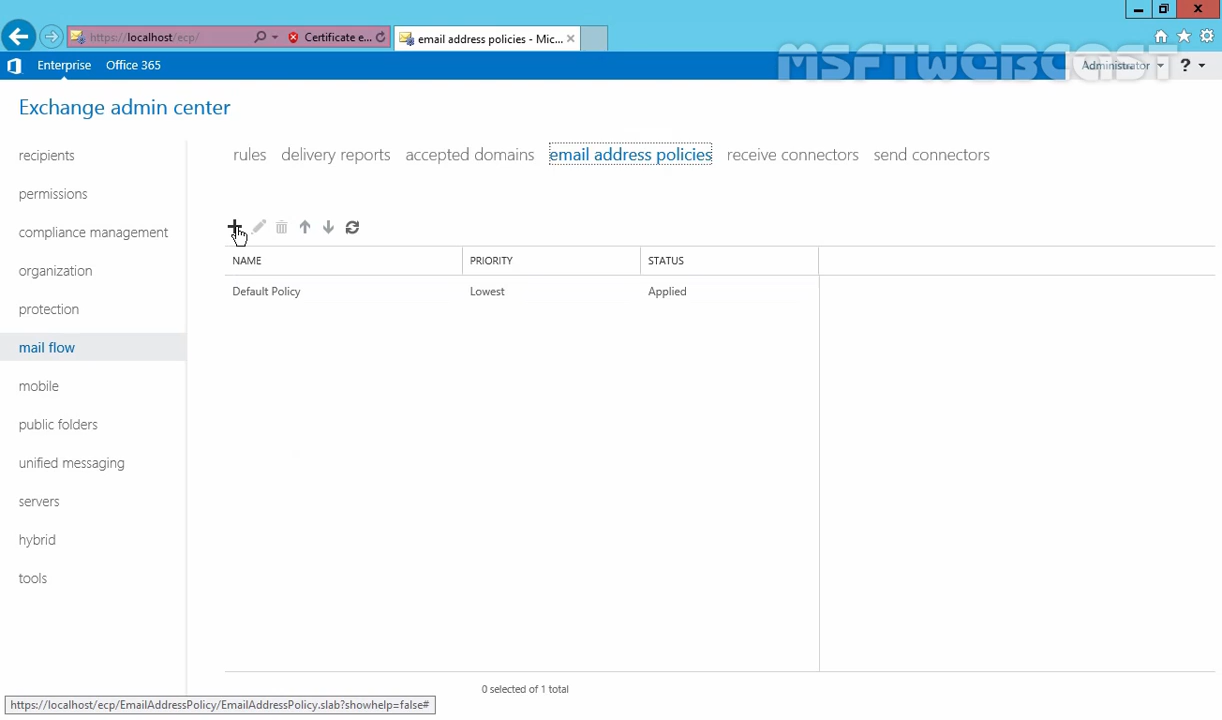 https://localhost/ecp/
Certificate e...
email address policies - Mic...
Enterprise
Office 365
MSFTWEBCAST
Administrator
?
Exchange admin center
recipients
permissions
compliance management
organization
protection
mail flow
mobile
public folders
unified messaging
servers
hybrid
tools
rules
delivery reports
accepted domains
email address policies
receive connectors
send connectors
NAME
PRIORITY
STATUS
Default Policy
Lowest
Applied
0 selected of 1 total
https://localhost/ecp/EmailAddressPolicy/EmailAddressPolicy.slab?showhelp=false#